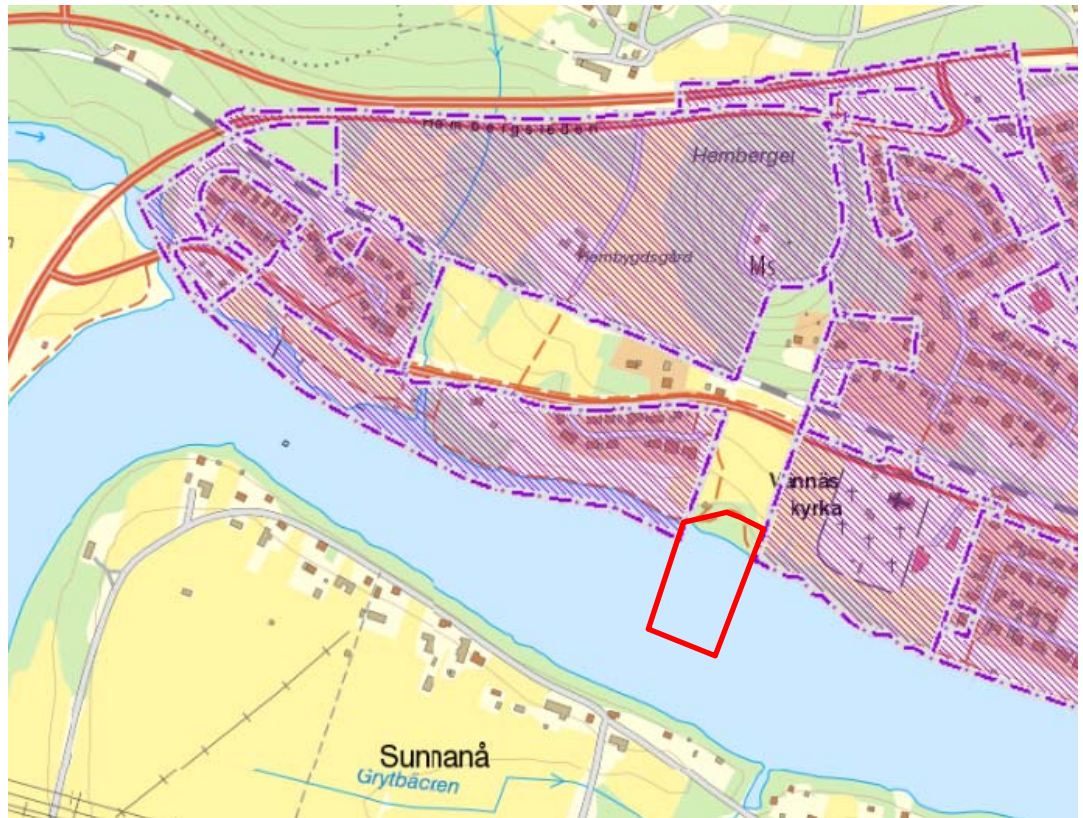 Hembergsleden
Hemberget
Hembygdsgård
Ms
Vännäs
kyrka
Sunnanå
Grytbäcken